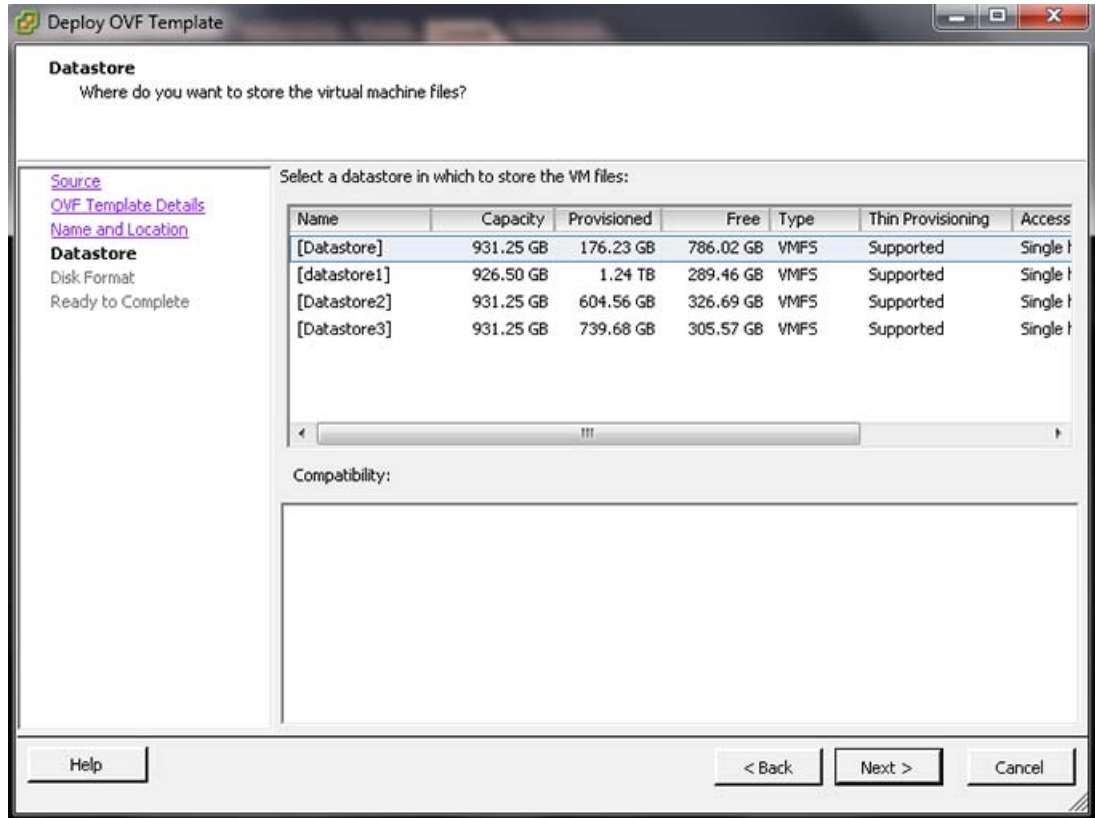 Deploy OVF Template
Datastore
Where do you want to store the virtual machine files?
Source
OVF Template Details
Name and Location
Datastore
Disk Format
Ready to Complete
Select a datastore in which to store the VM files:
Name Capacity Provisioned Free Type Thin Provisioning Access
[Datastore] 931.25 GB 176.23 GB 786.02 GB VMFS Supported Single h
[datastore1] 926.50 GB 1.24 TB 289.46 GB VMFS Supported Single h
[Datastore2] 931.25 GB 604.56 GB 326.69 GB VMFS Supported Single h
[Datastore3] 931.25 GB 739.68 GB 305.57 GB VMFS Supported Single h
Compatibility:
Help < Back Next > Cancel